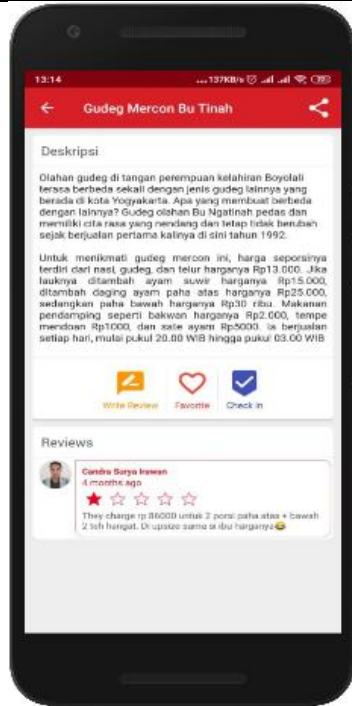 13:14
...137KB/s
Gudeg Mercon Bu Tinah
Deskripsi
Olahan gudeg di tangan perempuan kelahiran Boyolali
terasa berbeda sekali dengan jenis gudeg lainnya yang
berada di kota Yogyakarta. Apa yang membuat berbeda
dengan lainnya? Gudeg olahan Bu Ngatinah pedas dan
memiliki cita rasa yang nendang dan tetap tidak berubah
sejak berjualan pertama kalinya di sini tahun 1992.
Untuk menikmati gudeg mercon ini, harga seporsinya
terdiri dari nasi, gudeg, dan telur harganya Rp13.000. Jika
lauknya ditambah ayam suwir harganya Rp15.000,
ditambah daging ayam paha atas harganya Rp25.000,
sedangkan paha bawah harganya Rp30 ribu. Makanan
pendamping seperti bakwan harganya Rp2.000, tempe
mendoan Rp1000, dan sate ayam Rp5000. Ia berjualan
setiap hari, mulai pukul 20.00 WIB hingga pukul 03.00 WIB
Write Review Favorite Check In
Reviews
Candra Surya Irawan
4 months ago
They charge rp 86000 untuk 2 porsi paha atas + bawah
2 teh hangat. Di upsize sama si ibu harganya😂